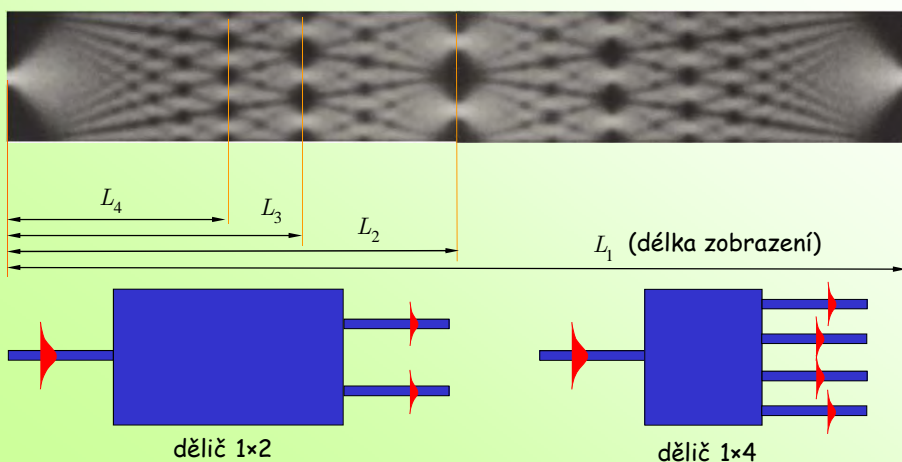 L₄
L₃
L₂
L₁ (délka zobrazení)
dělič 1×2
dělič 1×4